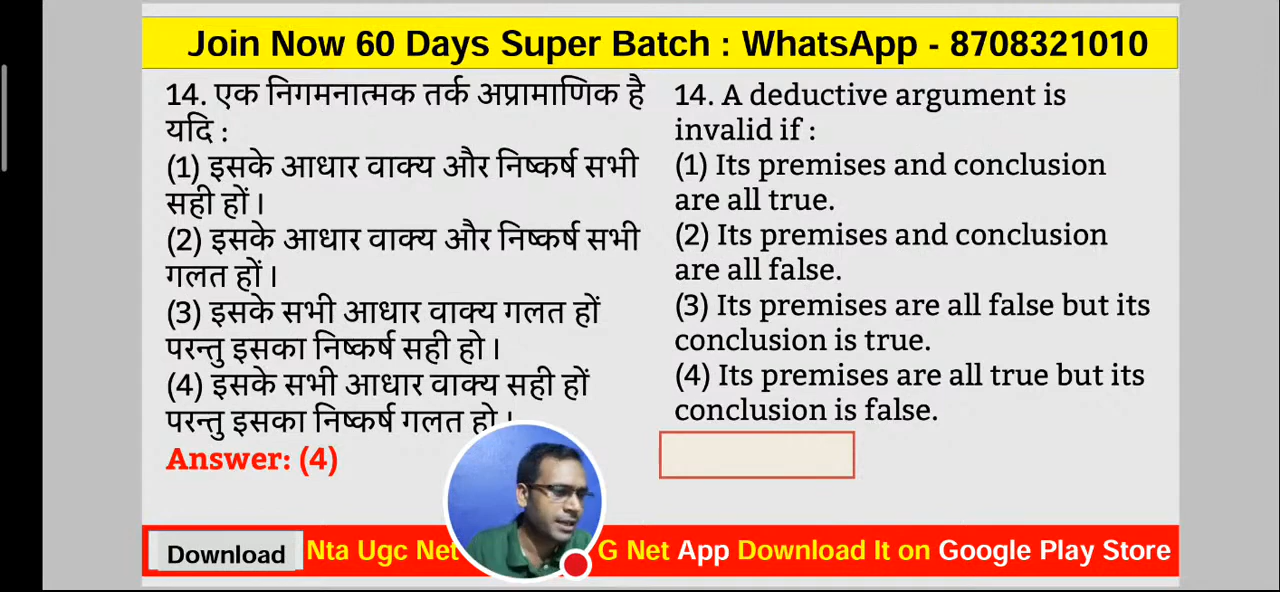 Join Now 60 Days Super Batch : WhatsApp - 8708321010
14. एक निगमनात्मक तर्क अप्रामाणिक है
यदि :
(1) इसके आधार वाक्य और निष्कर्ष सभी
सही हों ।
(2) इसके आधार वाक्य और निष्कर्ष सभी
गलत हों ।
(3) इसके सभी आधार वाक्य गलत हों
परन्तु इसका निष्कर्ष सही हो ।
(4) इसके सभी आधार वाक्य सही हों
परन्तु इसका निष्कर्ष गलत हो ।
Answer: (4)
14. A deductive argument is
invalid if :
(1) Its premises and conclusion
are all true.
(2) Its premises and conclusion
are all false.
(3) Its premises are all false but its
conclusion is true.
(4) Its premises are all true but its
conclusion is false.
Download Nta Ugc Net G Net App Download It on Google Play Store